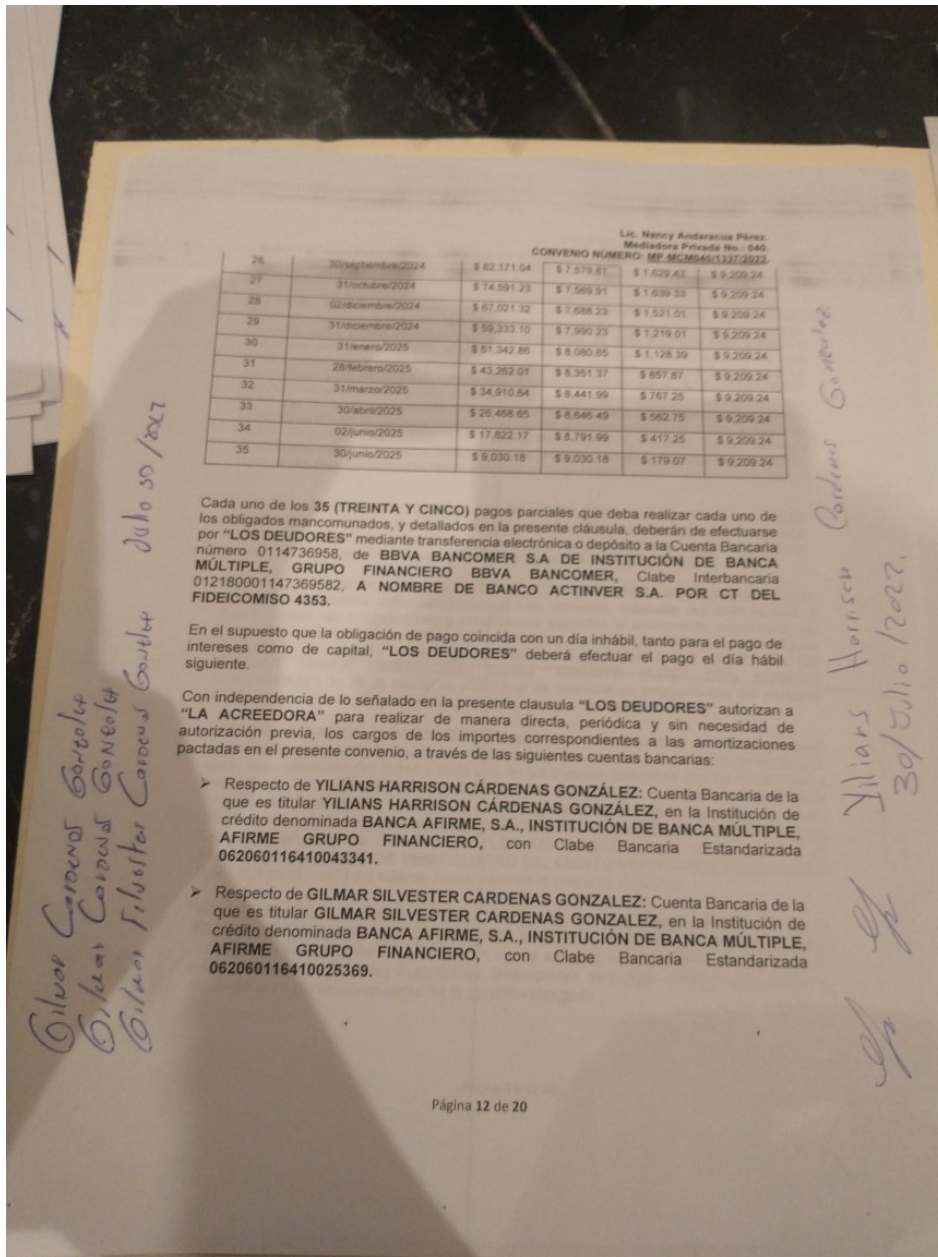 Lic. Nancy Andaracua Pérez.
Mediadora Privada No.: 040.
CONVENIO NÚMERO: MP-MCM040/1337/2022.
26 30/septiembre/2024 $ 82,171.04 $ 7,579.81 $ 1,629.43 $ 9,209.24
27 31/octubre/2024 $ 74,591.23 $ 7,569.91 $ 1,639.33 $ 9,209.24
28 02/diciembre/2024 $ 67,021.32 $ 7,688.23 $ 1,521.01 $ 9,209.24
29 31/diciembre/2024 $ 59,333.10 $ 7,990.23 $ 1,219.01 $ 9,209.24
30 31/enero/2025 $ 51,342.86 $ 8,080.85 $ 1,128.39 $ 9,209.24
31 28/febrero/2025 $ 43,262.01 $ 8,351.37 $ 857.87 $ 9,209.24
32 31/marzo/2025 $ 34,910.64 $ 8,441.99 $ 767.25 $ 9,209.24
33 30/abril/2025 $ 26,468.65 $ 8,646.49 $ 562.75 $ 9,209.24
34 02/junio/2025 $ 17,822.17 $ 8,791.99 $ 417.25 $ 9,209.24
35 30/junio/2025 $ 9,030.18 $ 9,030.18 $ 179.07 $ 9,209.24
Cada uno de los 35 (TREINTA Y CINCO) pagos parciales que deba realizar cada uno de
los obligados mancomunados, y detallados en la presente cláusula, deberán de efectuarse
por "LOS DEUDORES" mediante transferencia electrónica o depósito a la Cuenta Bancaria
número 0114736958, de BBVA BANCOMER S.A DE INSTITUCIÓN DE BANCA
MÚLTIPLE, GRUPO FINANCIERO BBVA BANCOMER, Clabe Interbancaria
012180001147369582, A NOMBRE DE BANCO ACTINVER S.A. POR CT DEL
FIDEICOMISO 4353.
En el supuesto que la obligación de pago coincida con un día inhábil, tanto para el pago de
intereses como de capital, "LOS DEUDORES" deberá efectuar el pago el día hábil
siguiente.
Con independencia de lo señalado en la presente clausula "LOS DEUDORES" autorizan a
"LA ACREEDORA" para realizar de manera directa, periódica y sin necesidad de
autorización previa, los cargos de los importes correspondientes a las amortizaciones
pactadas en el presente convenio, a través de las siguientes cuentas bancarias:
➤ Respecto de YILIANS HARRISON CÁRDENAS GONZÁLEZ: Cuenta Bancaria de la
que es titular YILIANS HARRISON CÁRDENAS GONZÁLEZ, en la Institución de
crédito denominada BANCA AFIRME, S.A., INSTITUCIÓN DE BANCA MÚLTIPLE,
AFIRME GRUPO FINANCIERO, con Clabe Bancaria Estandarizada
062060116410043341.
➤ Respecto de GILMAR SILVESTER CARDENAS GONZALEZ: Cuenta Bancaria de la
que es titular GILMAR SILVESTER CARDENAS GONZALEZ, en la Institución de
crédito denominada BANCA AFIRME, S.A., INSTITUCIÓN DE BANCA MÚLTIPLE,
AFIRME GRUPO FINANCIERO, con Clabe Bancaria Estandarizada
062060116410025369.
Página 12 de 20
Gilmar Cardenas González
Gilmar Cardenas González
Gilmar Silvester Cardenas González Julio 30/2022
Yilians Harrison Cardenas Gonzalez
30/Julio/2022.